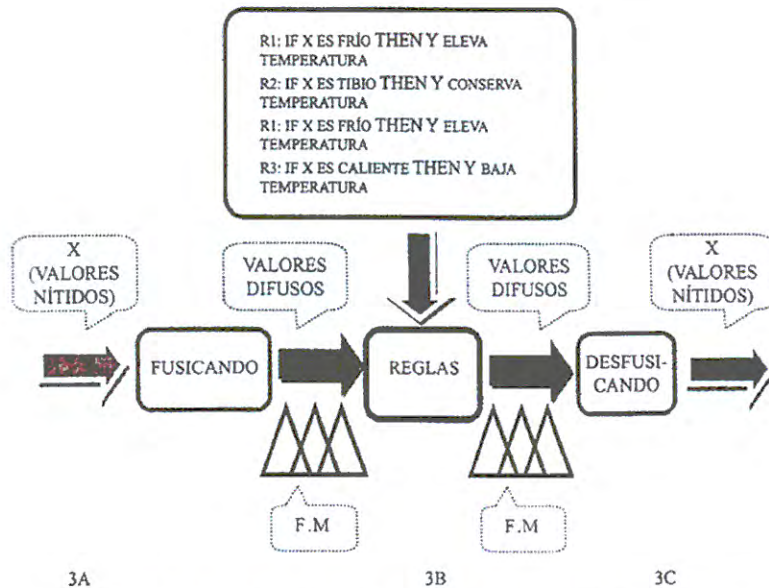 R1: IF X ES FRÍO THEN Y ELEVA
TEMPERATURA
R2: IF X ES TIBIO THEN Y CONSERVA
TEMPERATURA
R1: IF X ES FRÍO THEN Y ELEVA
TEMPERATURA
R3: IF X ES CALIENTE THEN Y BAJA
TEMPERATURA
X
(VALORES
NÍTIDOS)
VALORES
DIFUSOS
VALORES
DIFUSOS
X
(VALORES
NÍTIDOS)
FUSICANDO
REGLAS
DESFUSI-
CANDO
F.M
F.M
3A
3B
3C